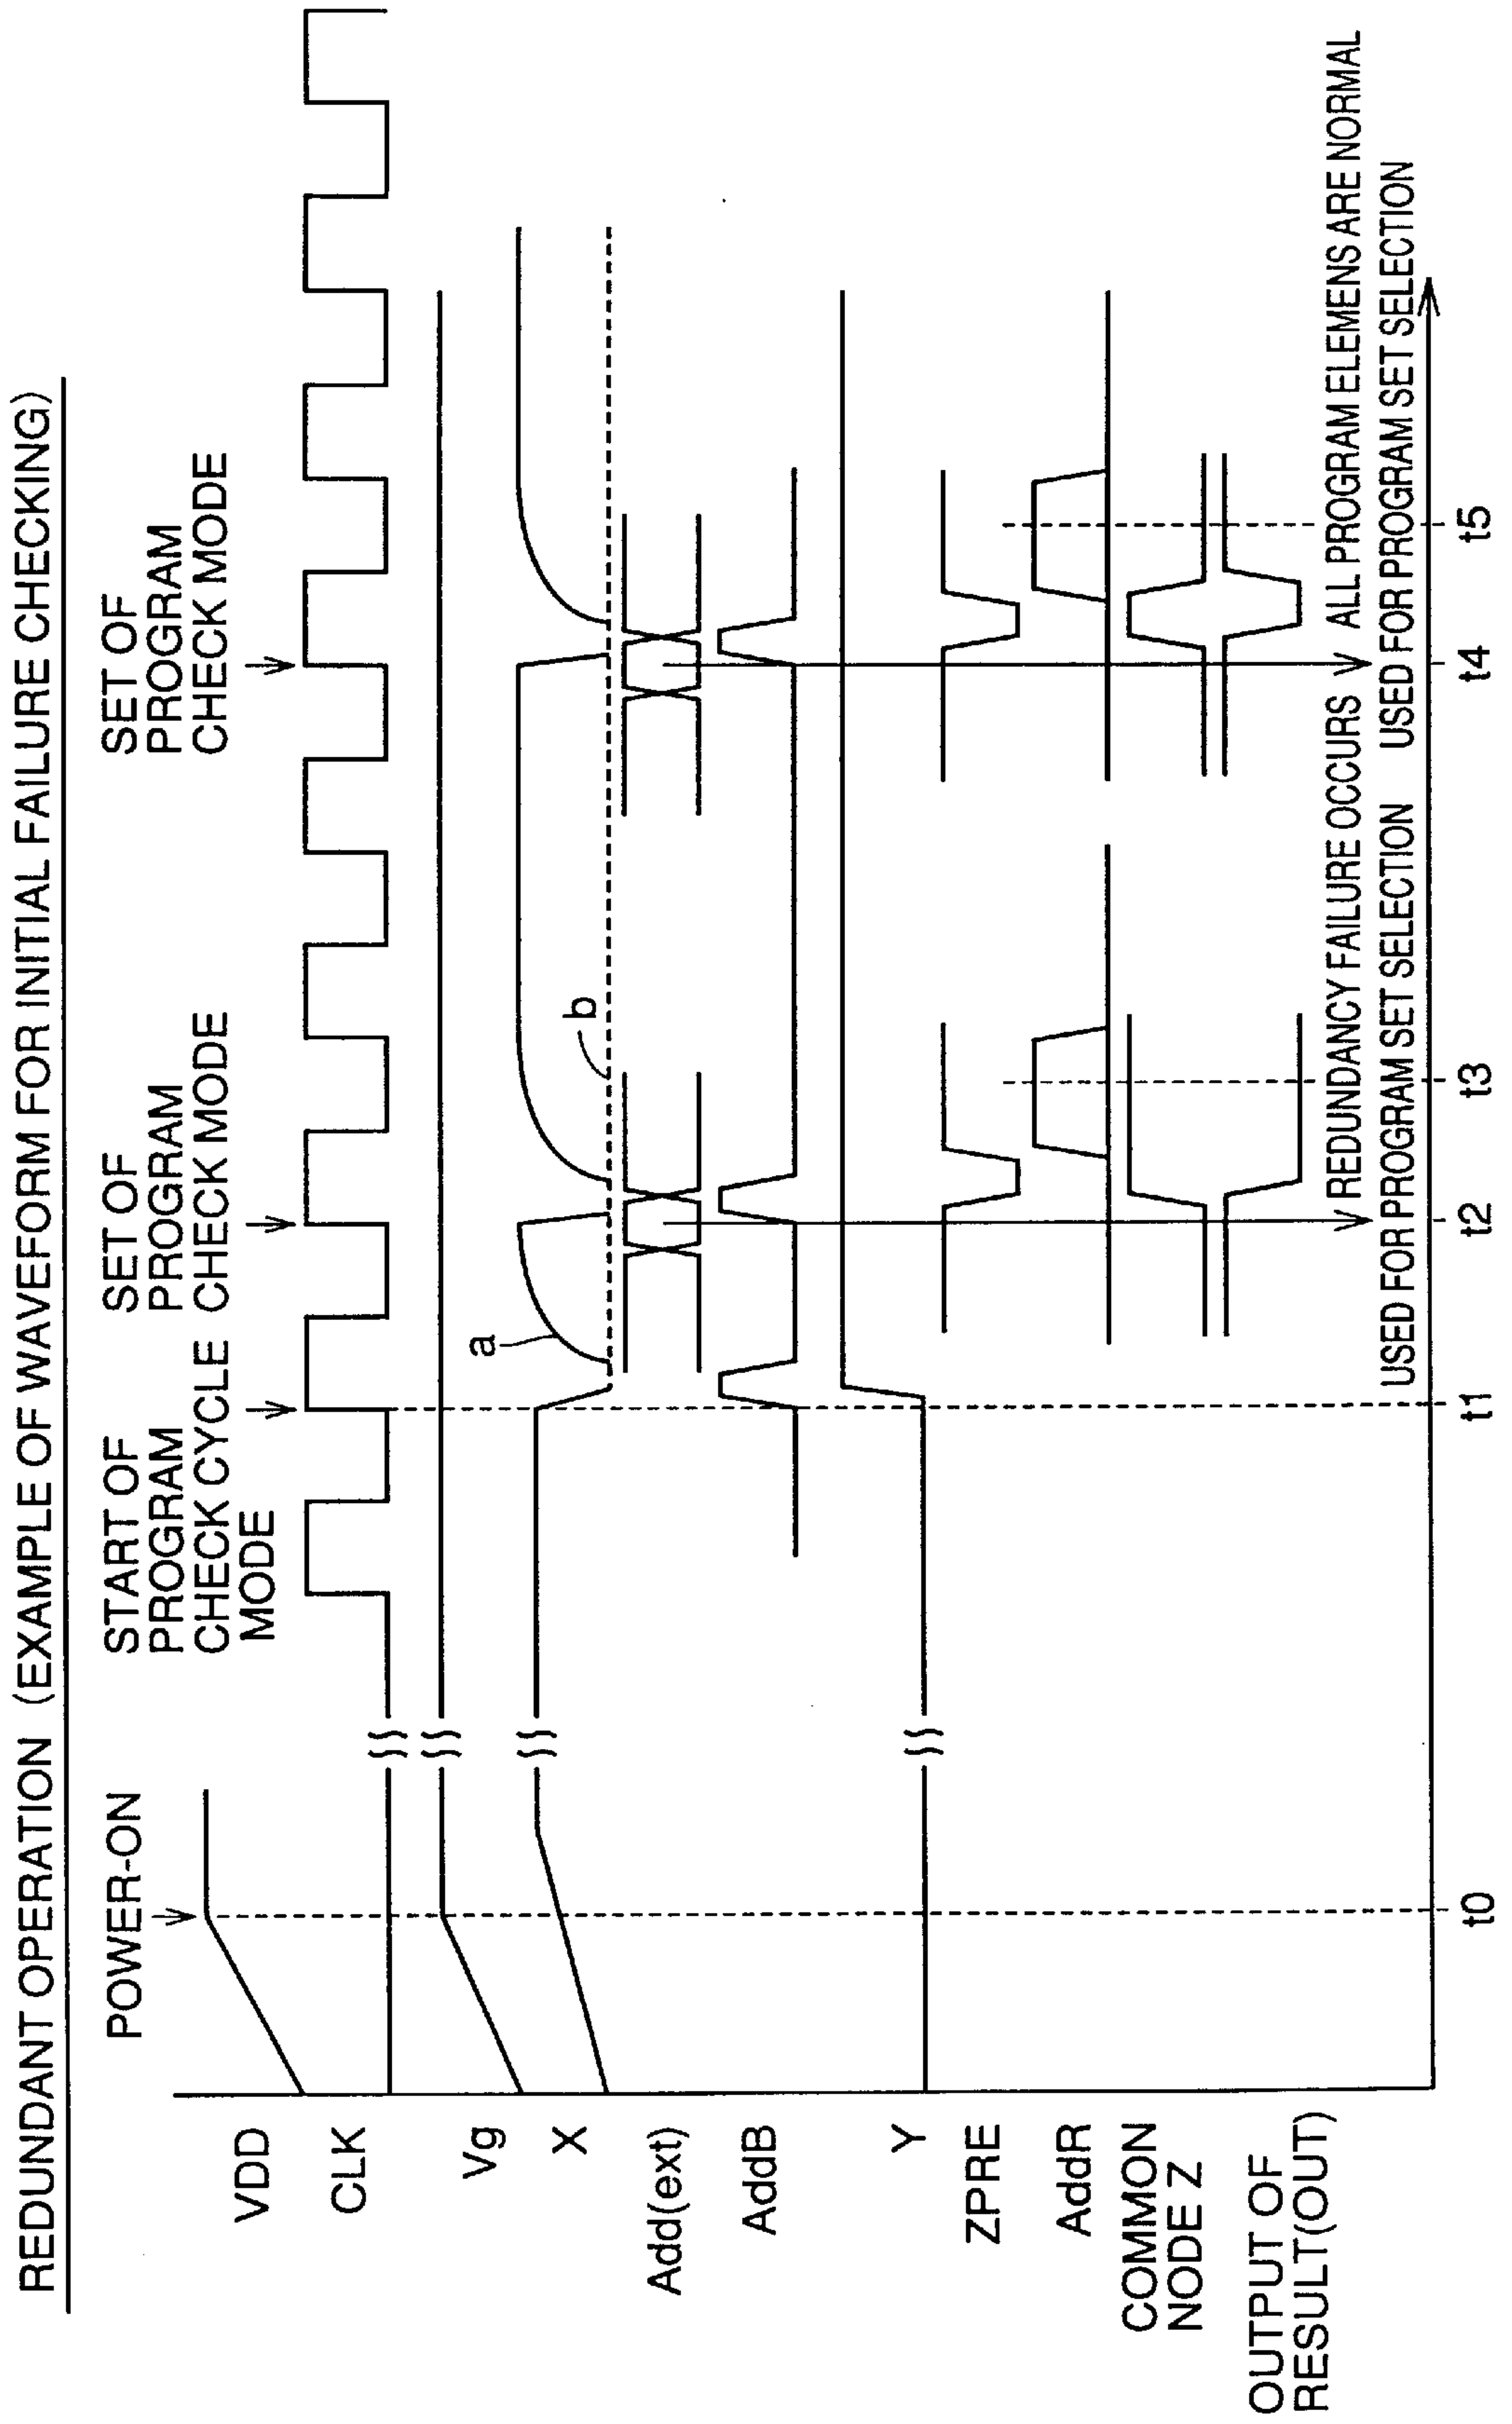 REDUNDANT OPERATION (EXAMPLE OF WAVEFORM FOR INITIAL FAILURE CHECKING)
POWER-ON
START OF
PROGRAM
CHECK CYCLE
MODE
SET OF
PROGRAM
CHECK MODE
SET OF
PROGRAM
CHECK MODE
VDD
CLK
Vg
X
a
b
Add(ext)
AddB
Y
ZPRE
AddR
COMMON
NODE Z
OUTPUT OF
RESULT(OUT)
REDUNDANCY FAILURE OCCURS
ALL PROGRAM ELEMENS ARE NORMAL
USED FOR PROGRAM SET SELECTION
USED FOR PROGRAM SET SELECTION
t0
t1
t2
t3
t4
t5